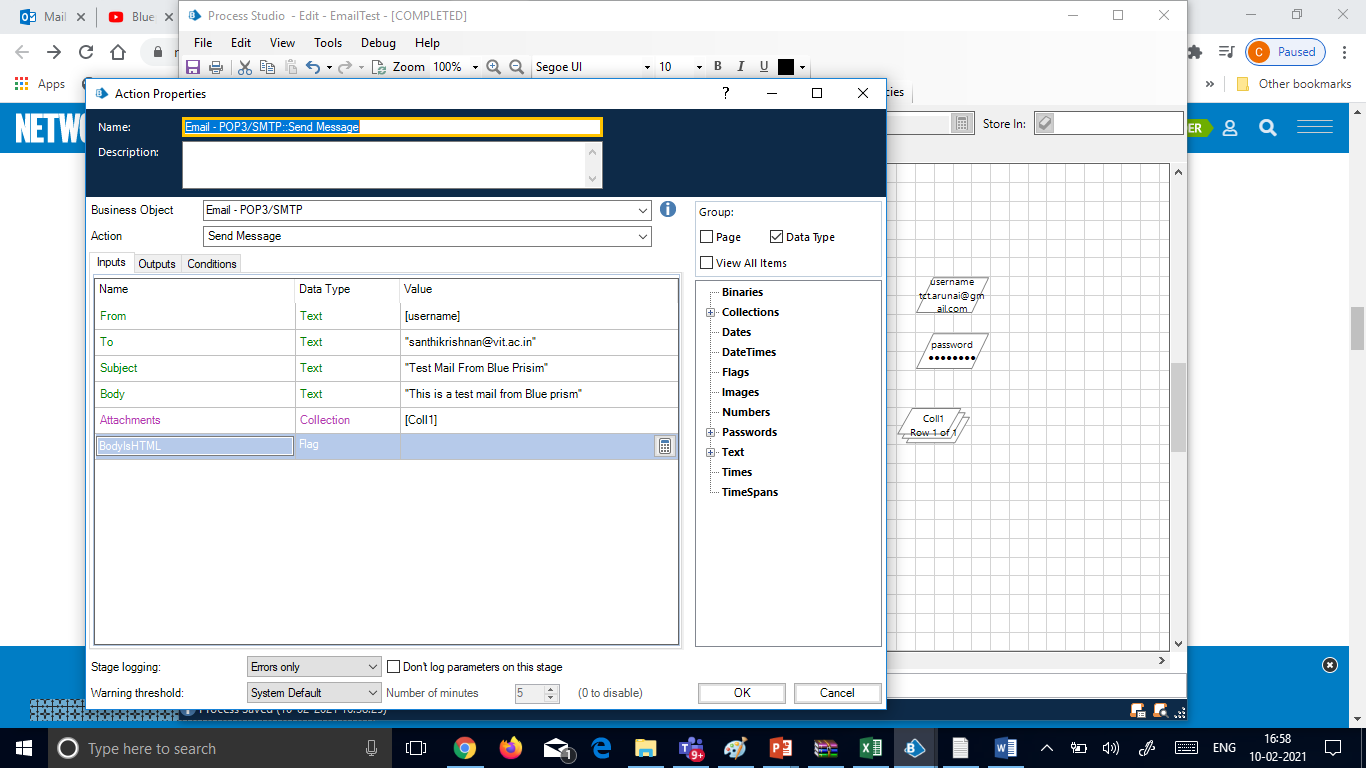 Mail
Blue
Process Studio - Edit - EmailTest - [COMPLETED]
File Edit View Tools Debug Help
Paused
Zoom 100% Segoe UI 10 B I U
Apps
Other bookmarks
Action Properties
?
Name: Email - POP3/SMTP::Send Message
Store In:
Description:
Business Object Email - POP3/SMTP
Group:
Action Send Message
Page Data Type
Inputs Outputs Conditions
View All Items
Name Data Type Value
From Text [username]
To Text "santhikrishnan@vit.ac.in"
Subject Text "Test Mail From Blue Prisim"
Body Text "This is a test mail from Blue prism"
Attachments Collection [Coll1]
BodyIsHTML Flag
Binaries
Collections
Dates
DateTimes
Flags
Images
Numbers
Passwords
Text
Times
TimeSpans
username
tct.arunai@gm
ail.com
password
••••••••
Coll1
Row 1 of 1
Stage logging: Errors only Don't log parameters on this stage
Warning threshold: System Default Number of minutes 5 (0 to disable)
OK Cancel
Type here to search
1
9+
ENG
16:58
10-02-2021